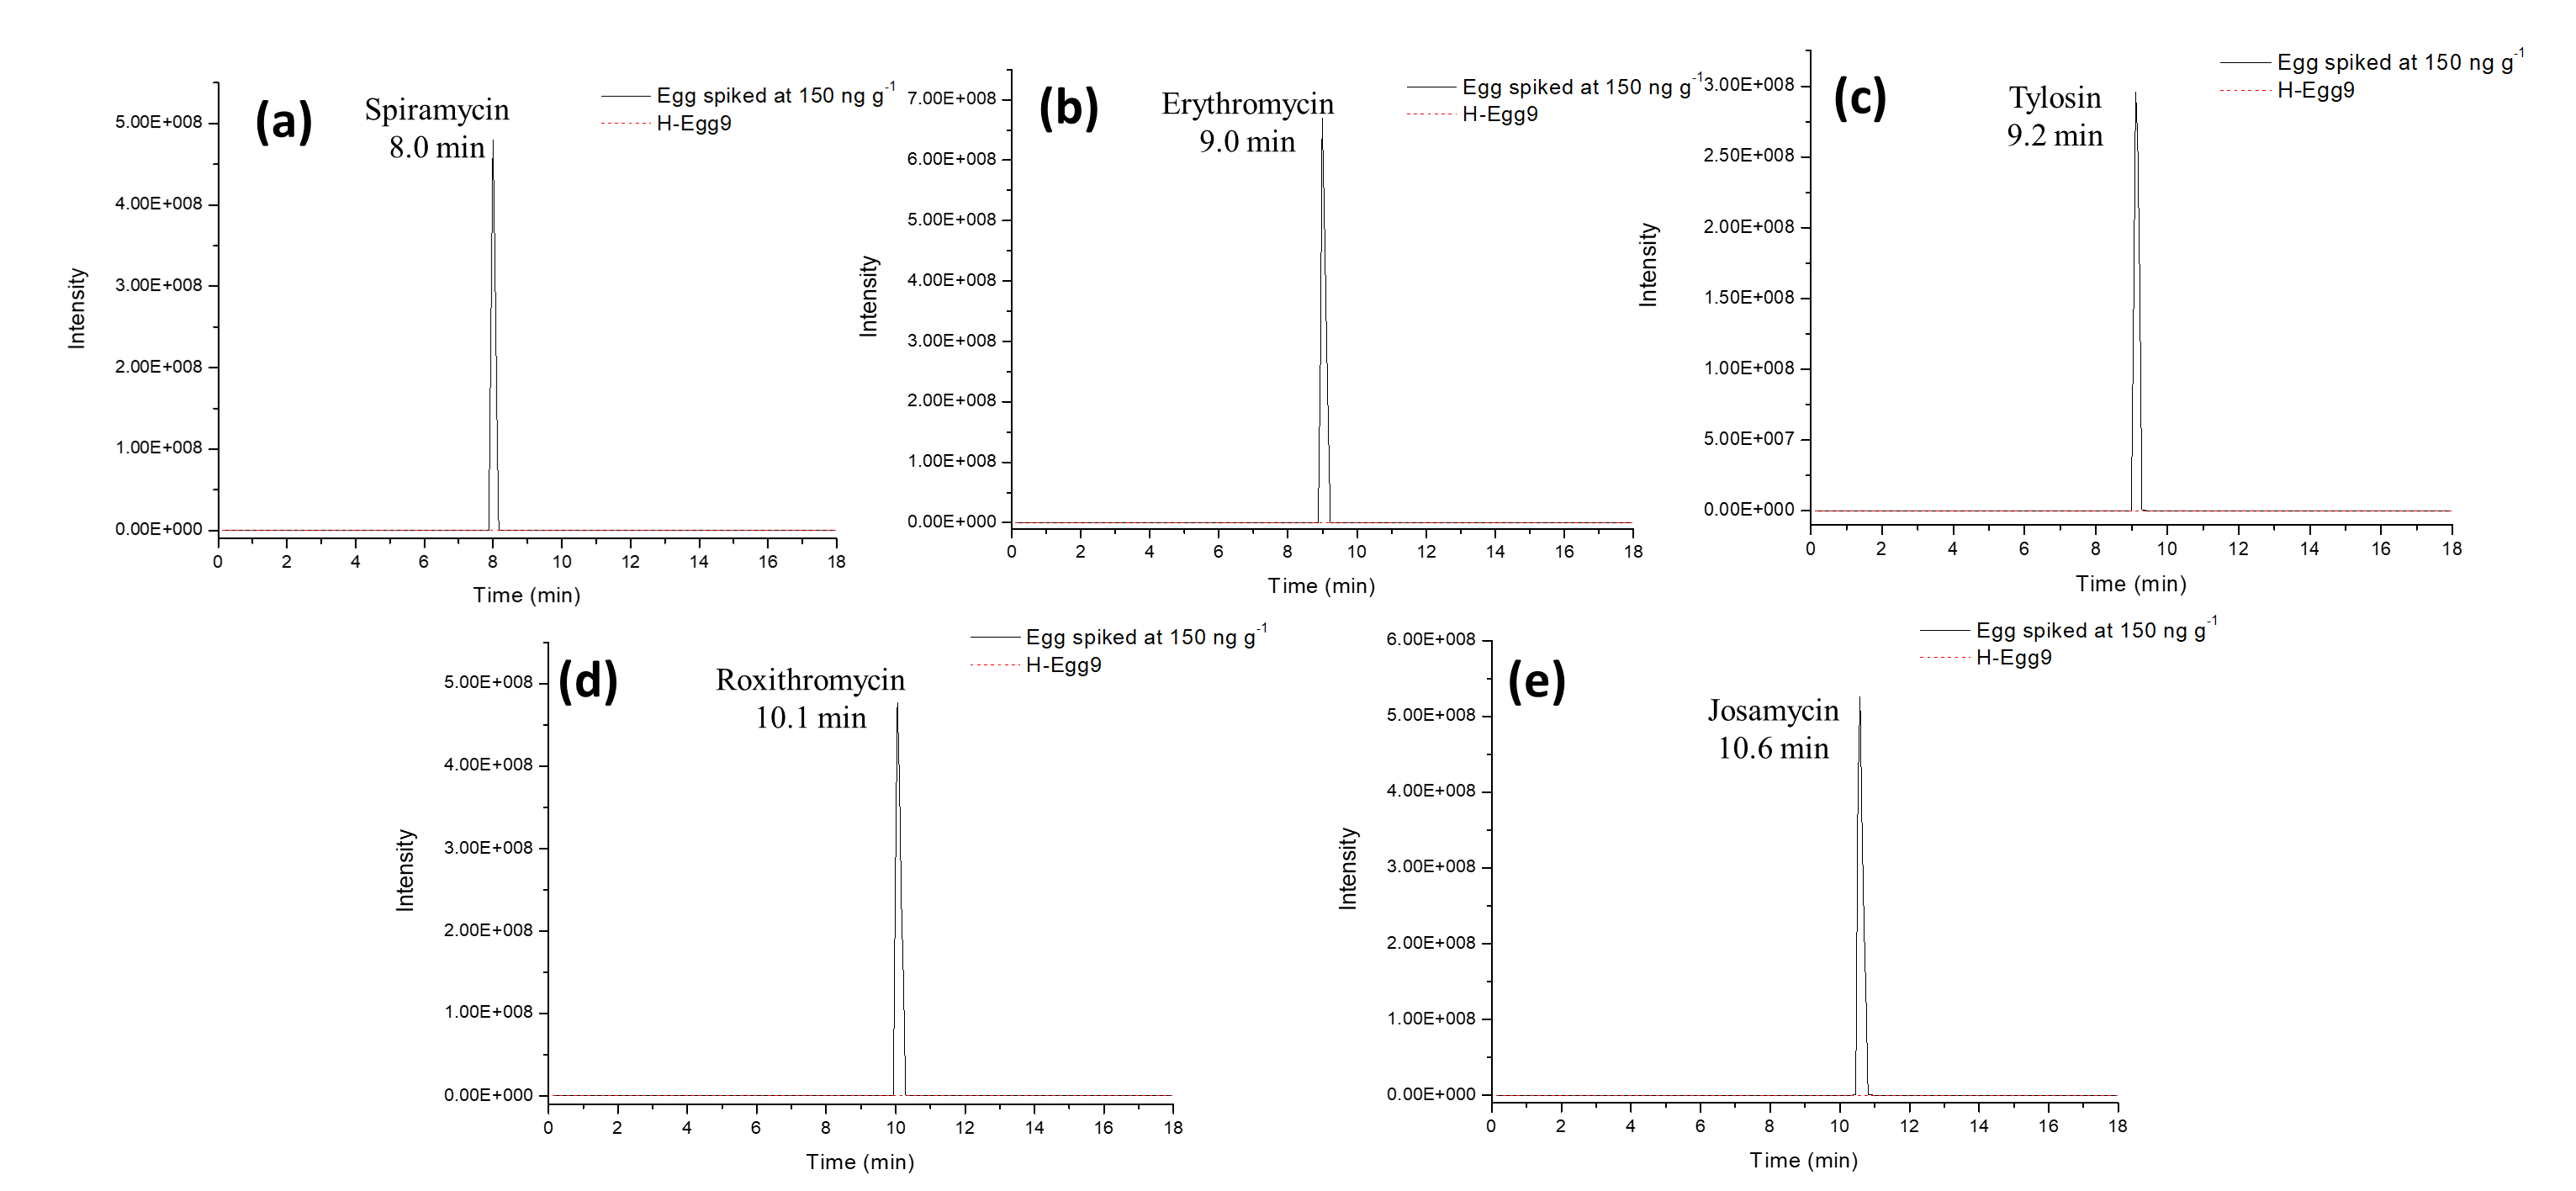 (a)
Spiramycin
8.0 min
Egg spiked at 150 ng g-1
H-Egg9
5.00E+008
4.00E+008
3.00E+008
2.00E+008
1.00E+008
0.00E+000
Intensity
0 2 4 6 8 10 12 14 16 18
Time (min)
(b)
Erythromycin
9.0 min
Egg spiked at 150 ng g-1
H-Egg9
7.00E+008
6.00E+008
5.00E+008
4.00E+008
3.00E+008
2.00E+008
1.00E+008
0.00E+000
Intensity
0 2 4 6 8 10 12 14 16 18
Time (min)
(c)
Tylosin
9.2 min
Egg spiked at 150 ng g-1
H-Egg9
3.00E+008
2.50E+008
2.00E+008
1.50E+008
1.00E+008
5.00E+007
0.00E+000
Intensity
0 2 4 6 8 10 12 14 16 18
Time (min)
(d)
Roxithromycin
10.1 min
Egg spiked at 150 ng g-1
H-Egg9
5.00E+008
4.00E+008
3.00E+008
2.00E+008
1.00E+008
0.00E+000
Intensity
0 2 4 6 8 10 12 14 16 18
Time (min)
(e)
Josamycin
10.6 min
Egg spiked at 150 ng g-1
H-Egg9
6.00E+008
5.00E+008
4.00E+008
3.00E+008
2.00E+008
1.00E+008
0.00E+000
Intensity
0 2 4 6 8 10 12 14 16 18
Time (min)